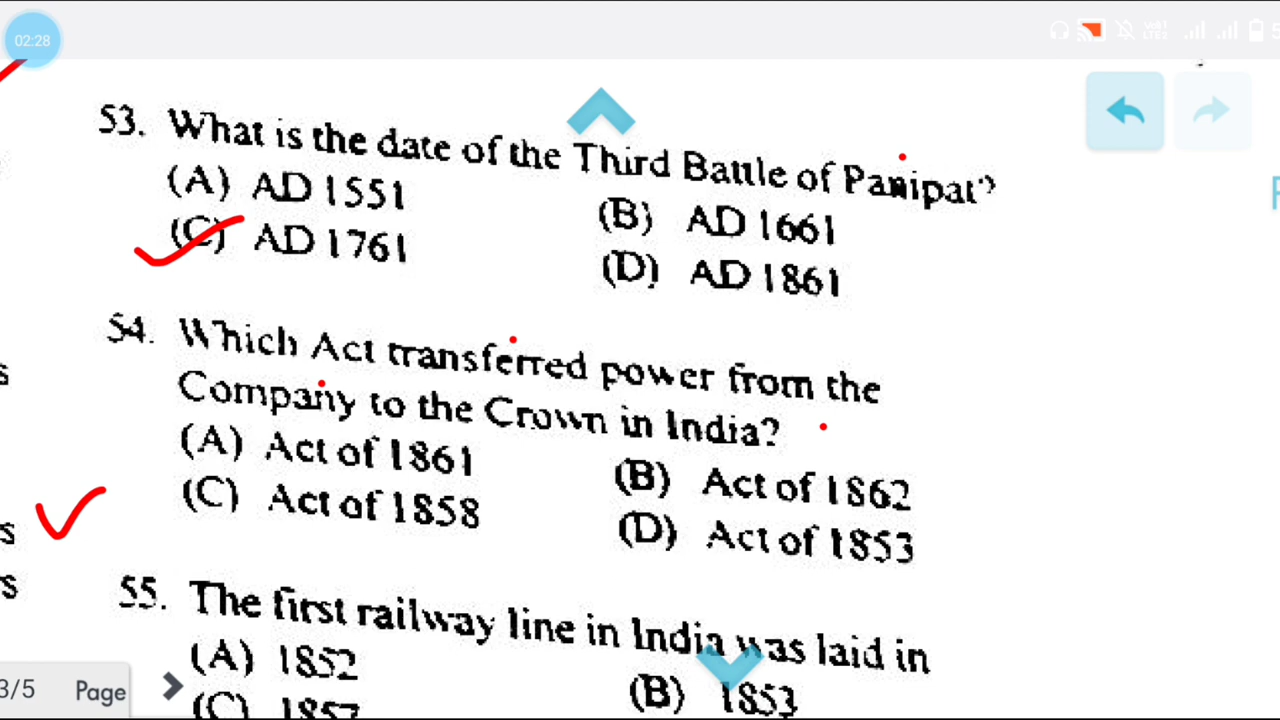 02:28
53. What is the date of the Third Battle of Panipat?
(A) AD 1551 (B) AD 1661
(C) AD 1761 (D) AD 1861
54. Which Act transferred power from the
Company to the Crown in India?
(A) Act of 1861 (B) Act of 1862
(C) Act of 1858 (D) Act of 1853
55. The first railway line in India was laid in
(A) 1852 (B) 1853
(C) 1857
3/5 Page